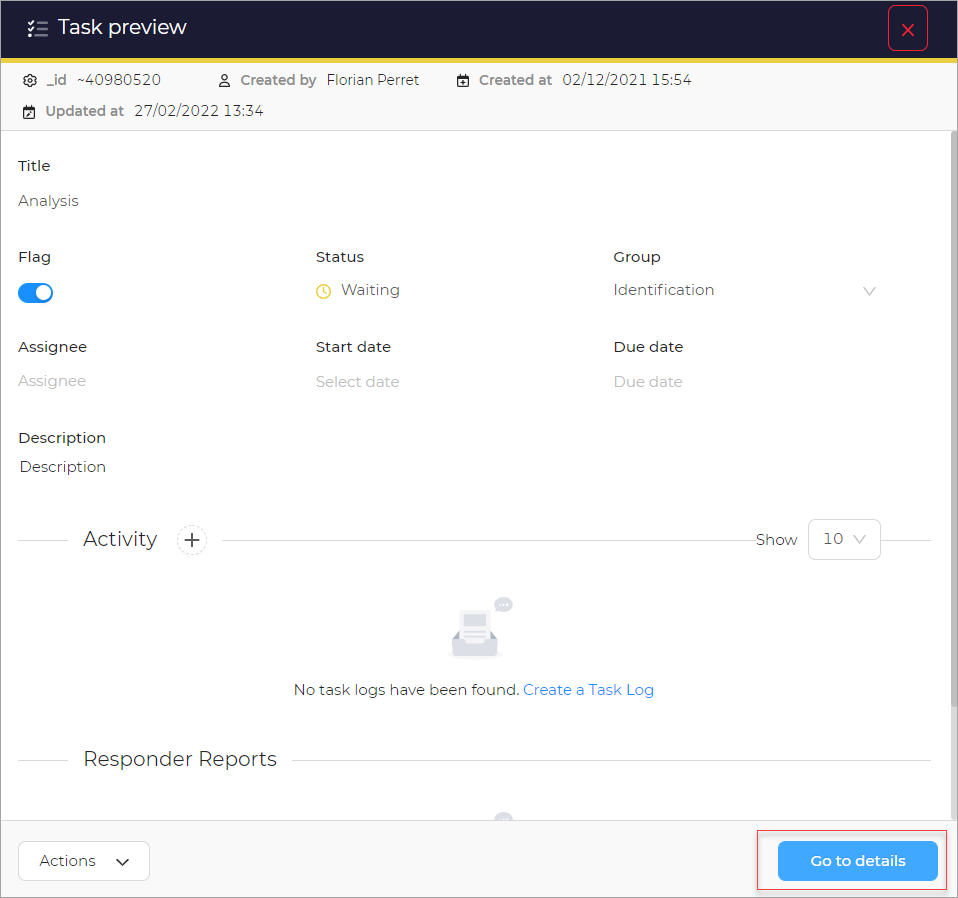 Task preview
_id ~40980520 Created by Florian Perret Created at 02/12/2021 15:54
Updated at 27/02/2022 13:34
Title
Analysis
Flag Status Group
Waiting Identification
Assignee Start date Due date
Assignee Select date Due date
Description
Description
Activity Show 10
No task logs have been found. Create a Task Log
Responder Reports
Actions Go to details